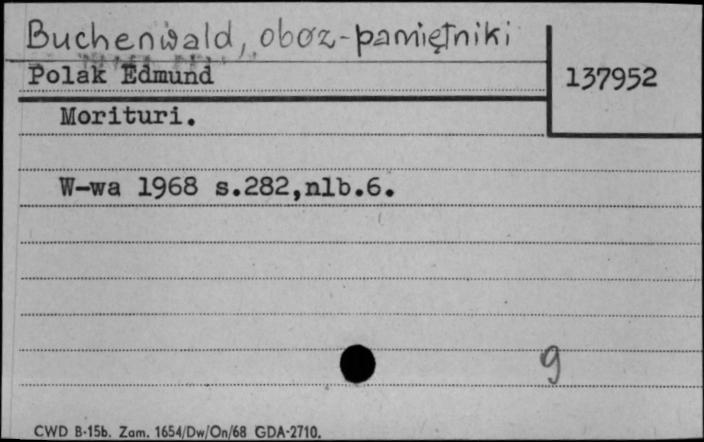 Buchenwald, obóz-pamiętniki
Polak Edmund
137952
Morituri.
W-wa 1968 s.282,nlb.6.
9
CWD B-15b. Zam. 1654/Dw/On/68 GDA-2710.